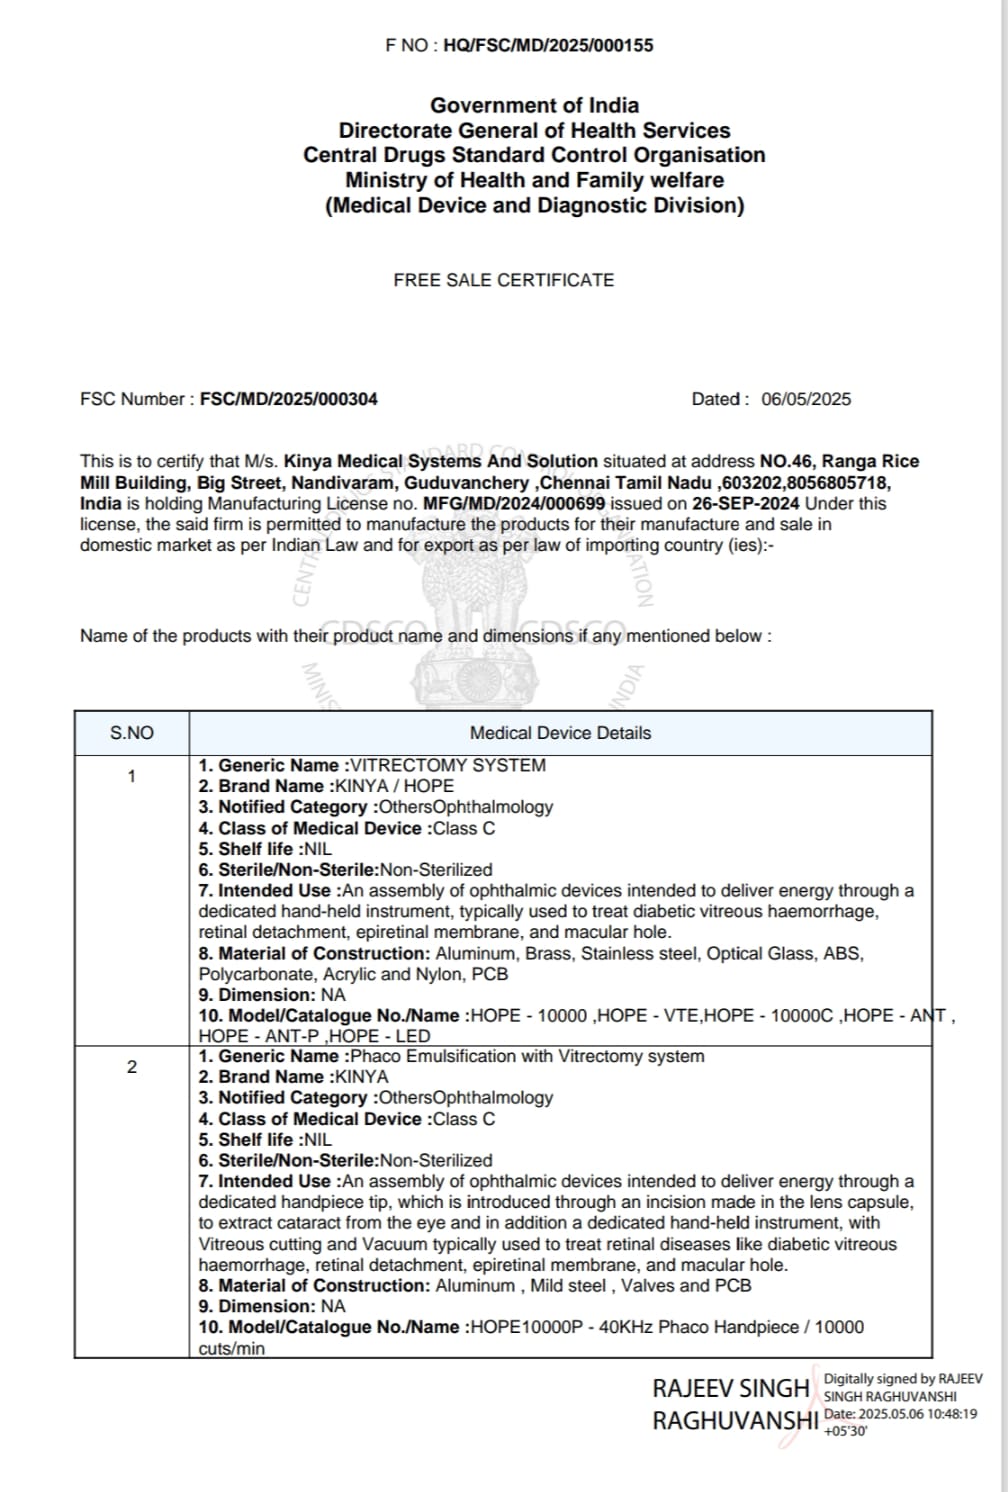 F NO : HQ/FSC/MD/2025/000155
Government of India
Directorate General of Health Services
Central Drugs Standard Control Organisation
Ministry of Health and Family welfare
(Medical Device and Diagnostic Division)
FREE SALE CERTIFICATE
FSC Number : FSC/MD/2025/000304 Dated : 06/05/2025
This is to certify that M/s. Kinya Medical Systems And Solution situated at address NO.46, Ranga Rice
Mill Building, Big Street, Nandivaram, Guduvanchery ,Chennai Tamil Nadu ,603202,8056805718,
India is holding Manufacturing License no. MFG/MD/2024/000699 issued on 26-SEP-2024 Under this
license, the said firm is permitted to manufacture the products for their manufacture and sale in
domestic market as per Indian Law and for export as per law of importing country (ies):-
Name of the products with their product name and dimensions if any mentioned below :
CDSCO CDSCO
S.NO Medical Device Details
1
1. Generic Name :VITRECTOMY SYSTEM
2. Brand Name :KINYA / HOPE
3. Notified Category :OthersOphthalmology
4. Class of Medical Device :Class C
5. Shelf life :NIL
6. Sterile/Non-Sterile:Non-Sterilized
7. Intended Use :An assembly of ophthalmic devices intended to deliver energy through a
dedicated hand-held instrument, typically used to treat diabetic vitreous haemorrhage,
retinal detachment, epiretinal membrane, and macular hole.
8. Material of Construction: Aluminum, Brass, Stainless steel, Optical Glass, ABS,
Polycarbonate, Acrylic and Nylon, PCB
9. Dimension: NA
10. Model/Catalogue No./Name :HOPE - 10000 ,HOPE - VTE,HOPE - 10000C ,HOPE - ANT ,
HOPE - ANT-P ,HOPE - LED
2
1. Generic Name :Phaco Emulsification with Vitrectomy system
2. Brand Name :KINYA
3. Notified Category :OthersOphthalmology
4. Class of Medical Device :Class C
5. Shelf life :NIL
6. Sterile/Non-Sterile:Non-Sterilized
7. Intended Use :An assembly of ophthalmic devices intended to deliver energy through a
dedicated handpiece tip, which is introduced through an incision made in the lens capsule,
to extract cataract from the eye and in addition a dedicated hand-held instrument, with
Vitreous cutting and Vacuum typically used to treat retinal diseases like diabetic vitreous
haemorrhage, retinal detachment, epiretinal membrane, and macular hole.
8. Material of Construction: Aluminum , Mild steel , Valves and PCB
9. Dimension: NA
10. Model/Catalogue No./Name :HOPE10000P - 40KHz Phaco Handpiece / 10000
cuts/min
RAJEEV SINGH
RAGHUVANSHI
Digitally signed by RAJEEV
SINGH RAGHUVANSHI
Date: 2025.05.06 10:48:19
+05'30'